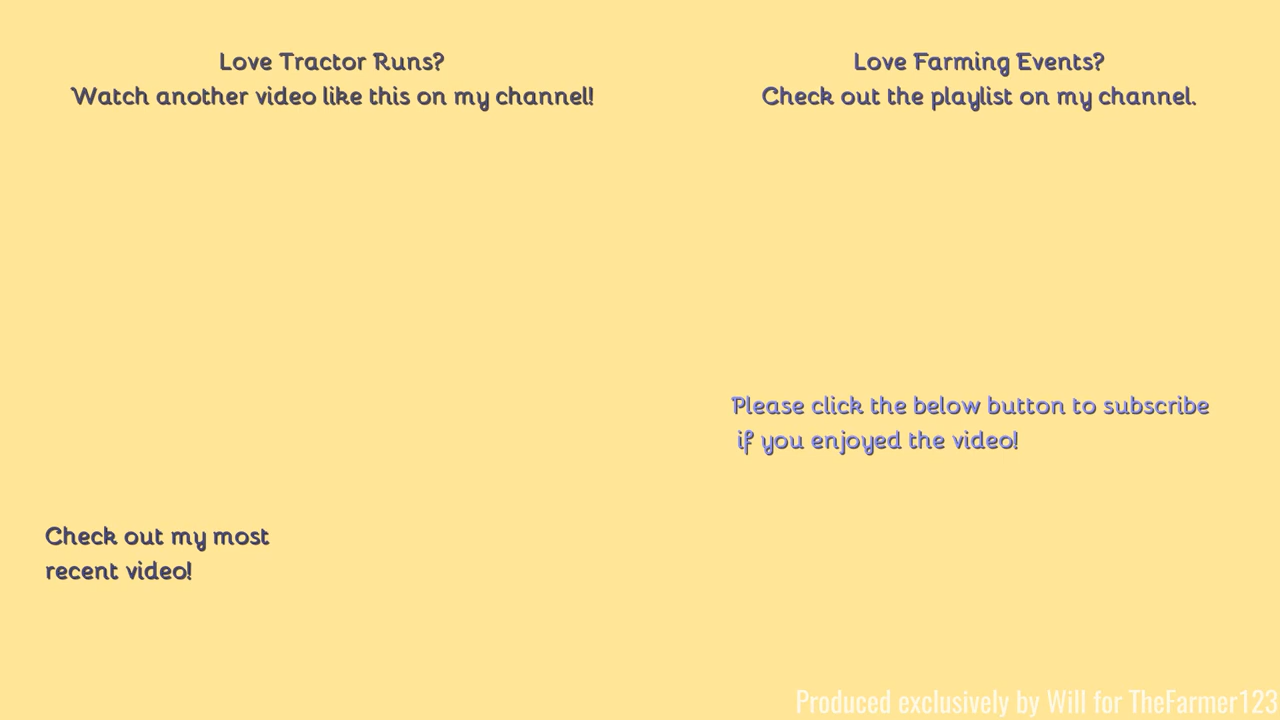 Love Tractor Runs?
Watch another video like this on my channel!
Love Farming Events?
Check out the playlist on my channel.
Please click the below button to subscribe
if you enjoyed the video!
Check out my most
recent video!
Produced exclusively by Will for TheFarmer123